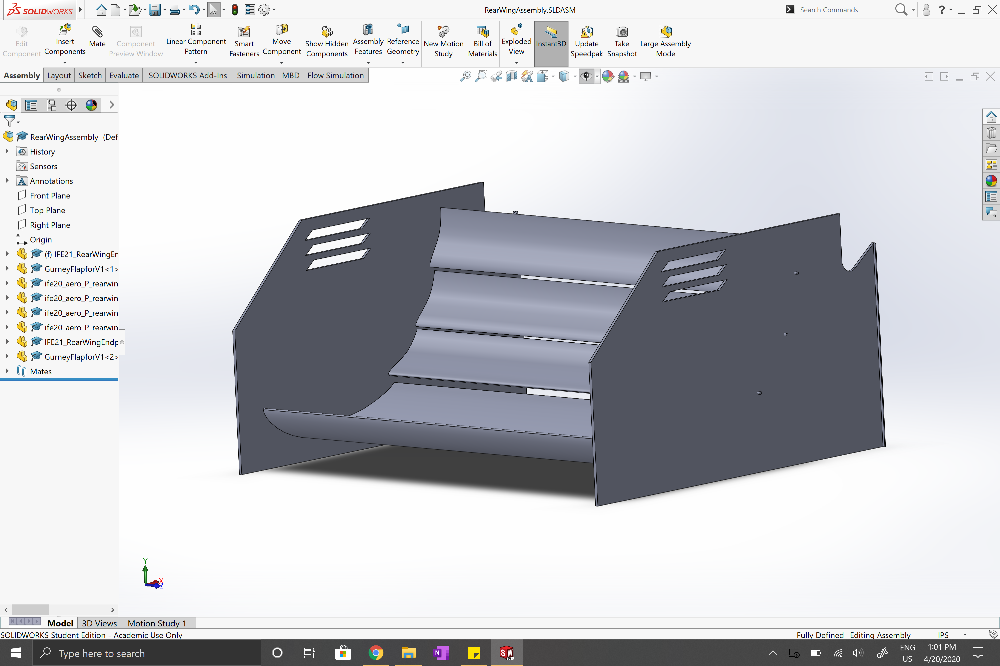 SOLIDWORKS
RearWingAssembly.SLDASM
Search Commands
?
Edit Component
Insert Components
Mate
Component Preview Window
Linear Component Pattern
Smart Fasteners
Move Component
Show Hidden Components
Assembly Features
Reference Geometry
New Motion Study
Bill of Materials
Exploded View
Instant3D
Update Speedpak
Take Snapshot
Large Assembly Mode
Assembly
Layout
Sketch
Evaluate
SOLIDWORKS Add-Ins
Simulation
MBD
Flow Simulation
RearWingAssembly (Def
History
Sensors
Annotations
Front Plane
Top Plane
Right Plane
Origin
(f) IFE21_RearWingEn
GurneyFlapforV1<1>
ife20_aero_P_rearwin
ife20_aero_P_rearwin
ife20_aero_P_rearwin
ife20_aero_P_rearwin
IFE21_RearWingEndp
GurneyFlapforV1<2>
Mates
Y
X
Z
Model
3D Views
Motion Study 1
SOLIDWORKS Student Edition - Academic Use Only
Fully Defined
Editing Assembly
IPS
Type here to search
N
SW
2019
ENG
US
1:01 PM
4/20/2020